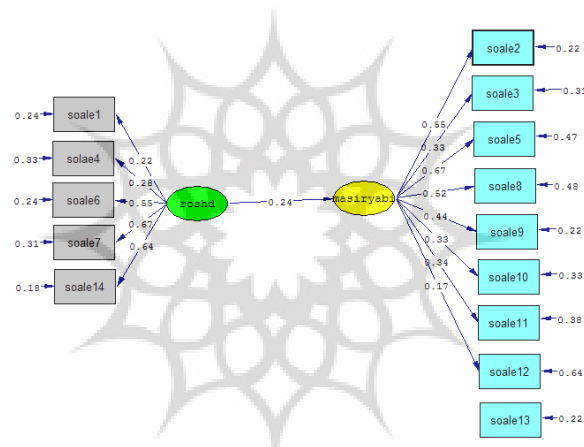 soale2
0.22
soale3
soale1
0.24
soale5
0.47
0.55
0.33
0.67
0.22
0.28
0.55
0.67
0.64
solae4
0.33
soale8
0.48
0.52
soale6
0.24
roshd
0.24
masiryabi
0.44
soale9
0.22
0.33
soale7
0.31
0.34
soale10
0.33
0.17
soale14
0.18
soale11
0.38
soale12
0.64
soale13
0.22